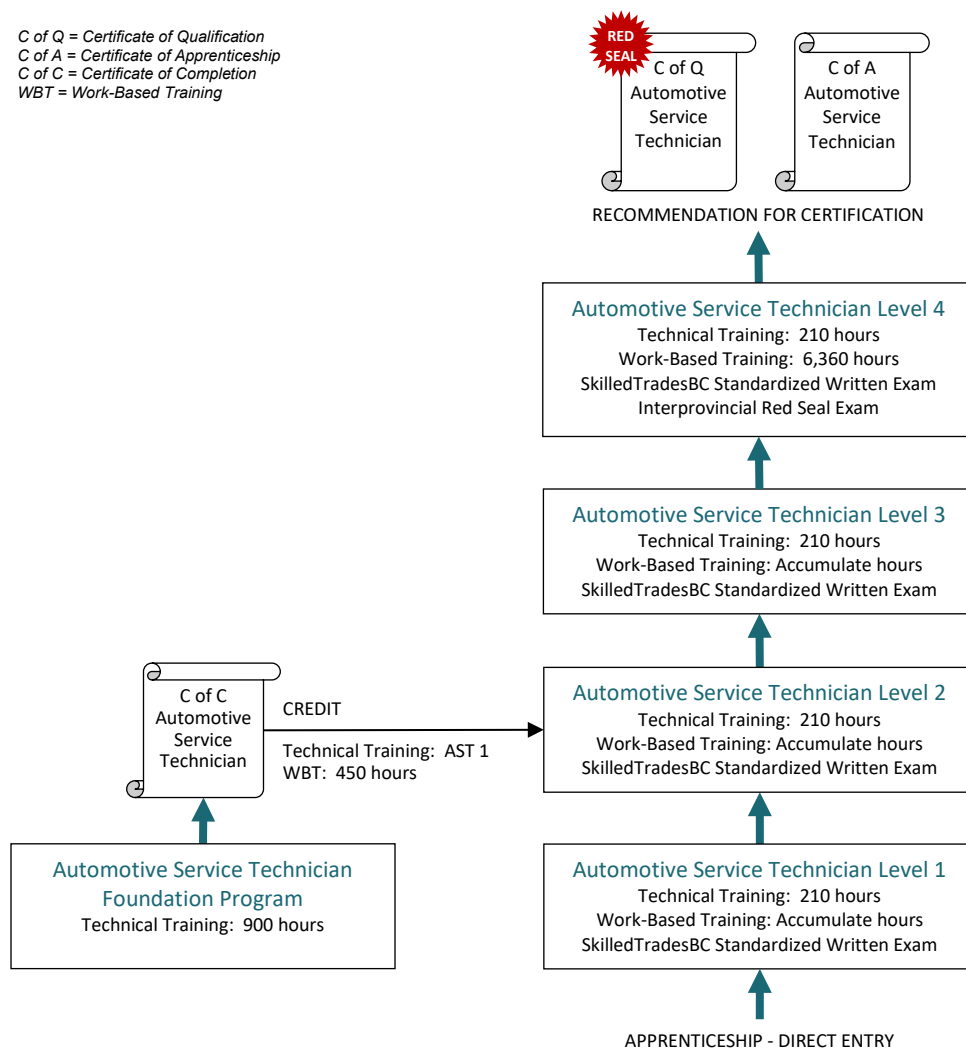 C of Q = Certificate of Qualification
C of A = Certificate of Apprenticeship
C of C = Certificate of Completion
WBT = Work-Based Training
RED
SEAL
C of Q
Automotive
Service
Technician
C of A
Automotive
Service
Technician
RECOMMENDATION FOR CERTIFICATION
Automotive Service Technician Level 4
Technical Training: 210 hours
Work-Based Training: 6,360 hours
SkilledTradesBC Standardized Written Exam
Interprovincial Red Seal Exam
Automotive Service Technician Level 3
Technical Training: 210 hours
Work-Based Training: Accumulate hours
SkilledTradesBC Standardized Written Exam
C of C
Automotive
Service
Technician
CREDIT
Technical Training: AST 1
WBT: 450 hours
Automotive Service Technician Level 2
Technical Training: 210 hours
Work-Based Training: Accumulate hours
SkilledTradesBC Standardized Written Exam
Automotive Service Technician
Foundation Program
Technical Training: 900 hours
Automotive Service Technician Level 1
Technical Training: 210 hours
Work-Based Training: Accumulate hours
SkilledTradesBC Standardized Written Exam
APPRENTICESHIP - DIRECT ENTRY